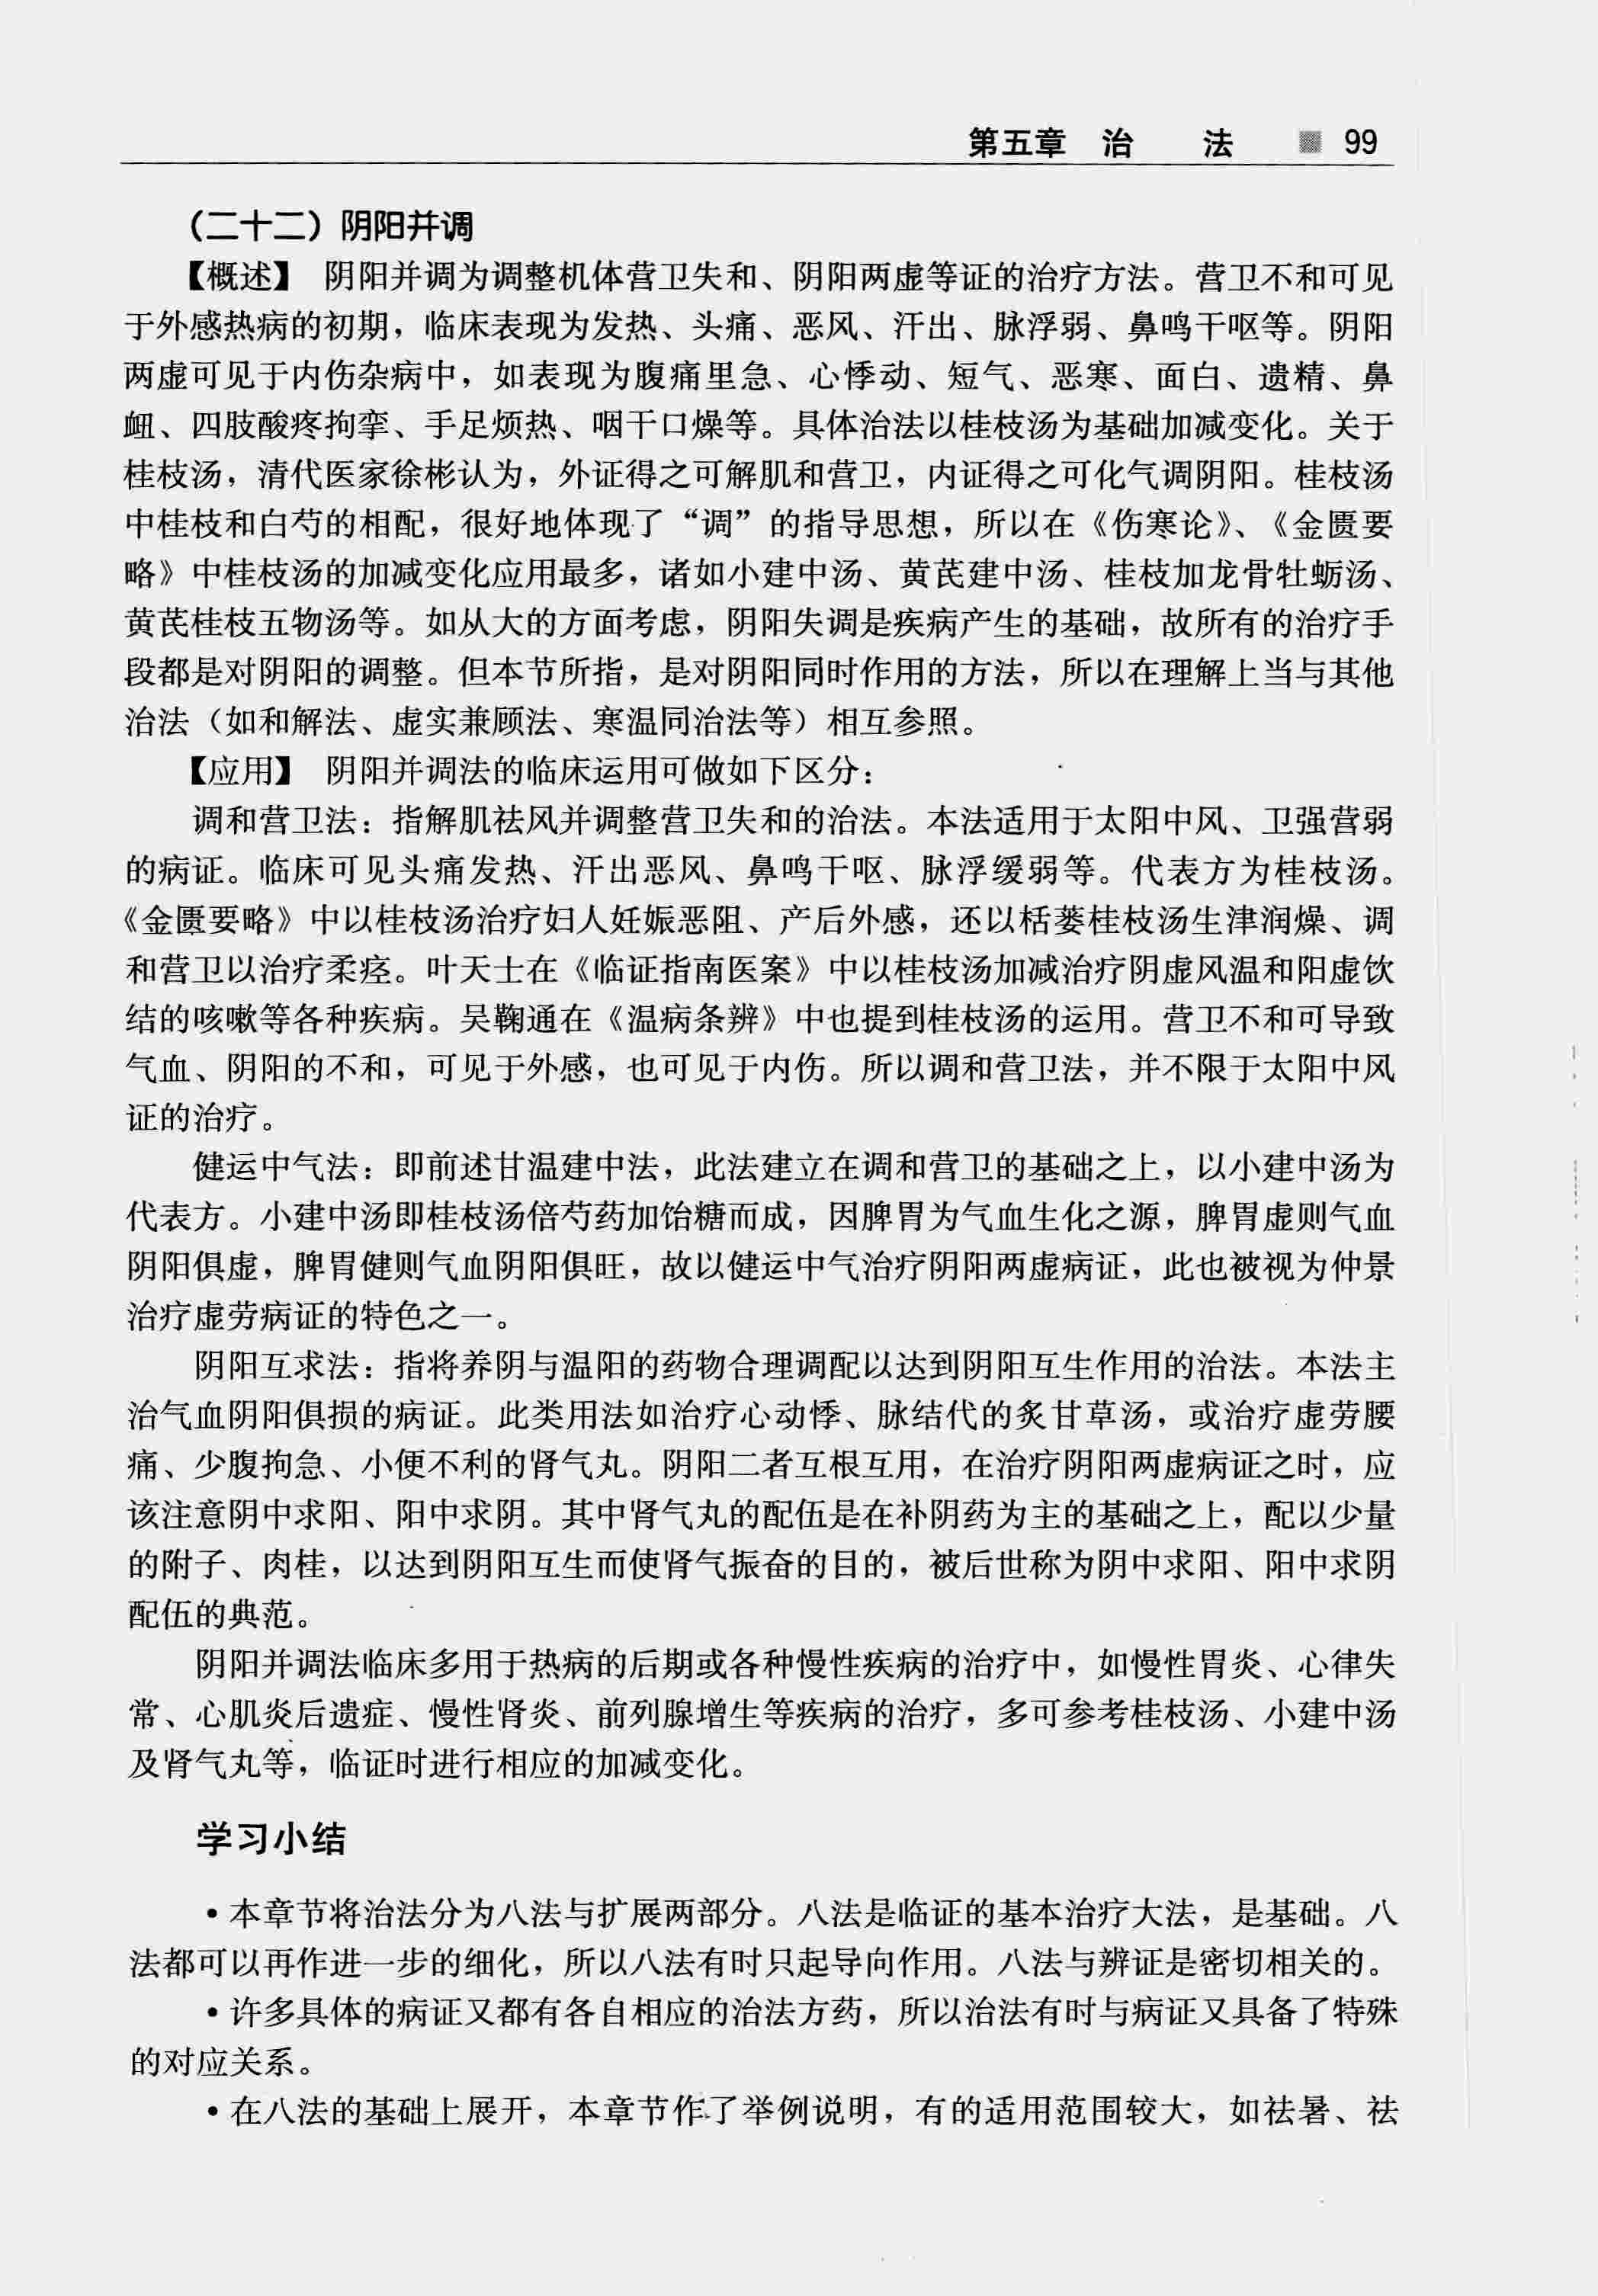 第五章 治 法 99
（二十二）阴阳并调
【概述】 阴阳并调为调整机体营卫失和、阴阳两虚等证的治疗方法。营卫不和可见
于外感热病的初期，临床表现为发热、头痛、恶风、汗出、脉浮弱、鼻鸣干呕等。阴阳
两虚可见于内伤杂病中，如表现为腹痛里急、心悸动、短气、恶寒、面白、遗精、鼻
衄、四肢酸疼拘挛、手足烦热、咽干口燥等。具体治法以桂枝汤为基础加减变化。关于
桂枝汤，清代医家徐彬认为，外证得之可解肌和营卫，内证得之可化气调阴阳。桂枝汤
中桂枝和白芍的相配，很好地体现了“调”的指导思想，所以在《伤寒论》、《金匮要
略》中桂枝汤的加减变化应用最多，诸如小建中汤、黄芪建中汤、桂枝加龙骨牡蛎汤、
黄芪桂枝五物汤等。如从大的方面考虑，阴阳失调是疾病产生的基础，故所有的治疗手
段都是对阴阳的调整。但本节所指，是对阴阳同时作用的方法，所以在理解上当与其他
治法（如和解法、虚实兼顾法、寒温同治法等）相互参照。
【应用】 阴阳并调法的临床运用可做如下区分：
调和营卫法：指解肌祛风并调整营卫失和的治法。本法适用于太阳中风、卫强营弱
的病证。临床可见头痛发热、汗出恶风、鼻鸣干呕、脉浮缓弱等。代表方为桂枝汤。
《金匮要略》中以桂枝汤治疗妇人妊娠恶阻、产后外感，还以栝蒌桂枝汤生津润燥、调
和营卫以治疗柔痉。叶天士在《临证指南医案》中以桂枝汤加减治疗阴虚风温和阳虚饮
结的咳嗽等各种疾病。吴鞠通在《温病条辨》中也提到桂枝汤的运用。营卫不和可导致
气血、阴阳的不和，可见于外感，也可见于内伤。所以调和营卫法，并不限于太阳中风
证的治疗。
健运中气法：即前述甘温建中法，此法建立在调和营卫的基础之上，以小建中汤为
代表方。小建中汤即桂枝汤倍芍药加饴糖而成，因脾胃为气血生化之源，脾胃虚则气血
阴阳俱虚，脾胃健则气血阴阳俱旺，故以健运中气治疗阴阳两虚病证，此也被视为仲景
治疗虚劳病证的特色之一。
阴阳互求法：指将养阴与温阳的药物合理调配以达到阴阳互生作用的治法。本法主
治气血阴阳俱损的病证。此类用法如治疗心动悸、脉结代的炙甘草汤，或治疗虚劳腰
痛、少腹拘急、小便不利的肾气丸。阴阳二者互根互用，在治疗阴阳两虚病证之时，应
该注意阴中求阳、阳中求阴。其中肾气丸的配伍是在补阴药为主的基础之上，配以少量
的附子、肉桂，以达到阴阳互生而使肾气振奋的目的，被后世称为阴中求阳、阳中求阴
配伍的典范。
阴阳并调法临床多用于热病的后期或各种慢性疾病的治疗中，如慢性胃炎、心律失
常、心肌炎后遗症、慢性肾炎、前列腺增生等疾病的治疗，多可参考桂枝汤、小建中汤
及肾气丸等，临证时进行相应的加减变化。
学习小结
•本章节将治法分为八法与扩展两部分。八法是临证的基本治疗大法，是基础。八
法都可以再作进一步的细化，所以八法有时只起导向作用。八法与辨证是密切相关的。
•许多具体的病证又都有各自相应的治法方药，所以治法有时与病证又具备了特殊
的对应关系。
•在八法的基础上展开，本章节作了举例说明，有的适用范围较大，如祛暑、祛